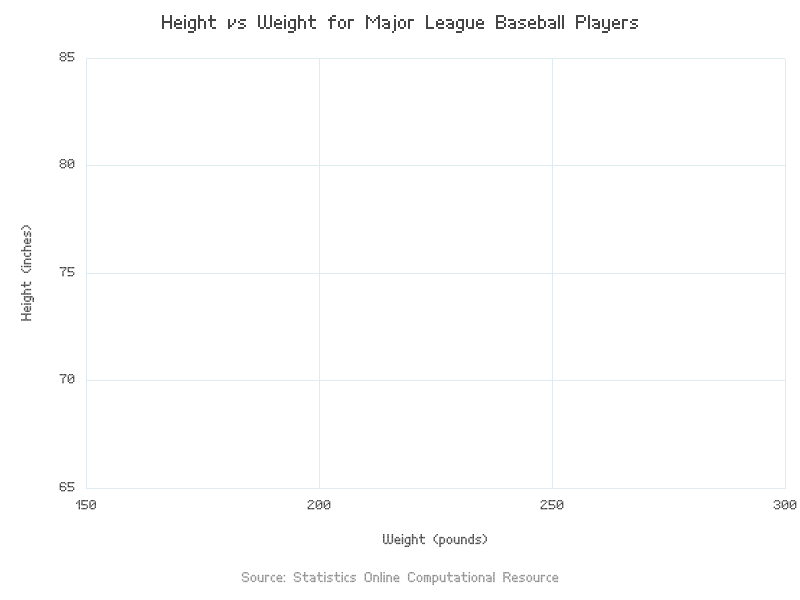 Height vs Weight for Major League Baseball Players
85
80
75
70
65
Height (inches)
150 200 250 300
Weight (pounds)
Source: Statistics Online Computational Resource